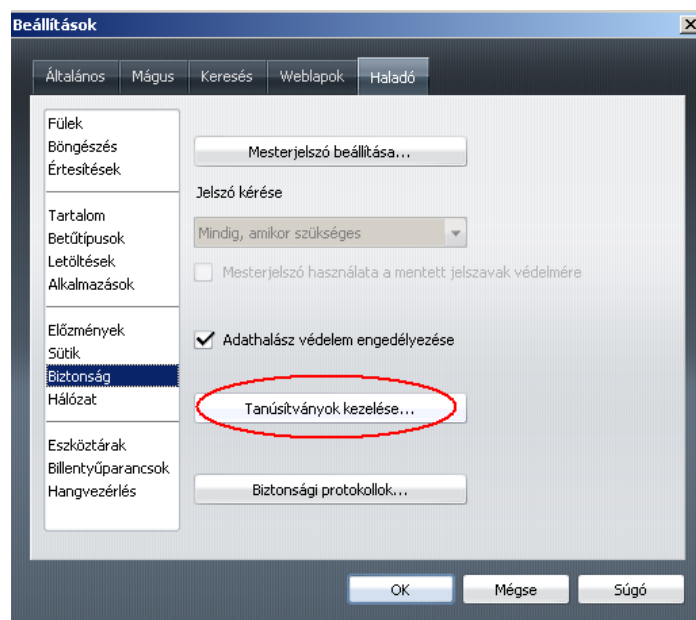 Beállítások
Általános Mágus Keresés Weblapok Haladó
Fülek
Böngészés
Értesítések
Tartalom
Betűtípusok
Letöltések
Alkalmazások
Előzmények
Sütik
Biztonság
Hálózat
Eszköztárak
Billentyűparancsok
Hangvezérlés
Mesterjelszó beállítása...
Jelszó kérése
Mindig, amikor szükséges
Mesterjelszó használata a mentett jelszavak védelmére
Adathalász védelem engedélyezése
Tanúsítványok kezelése...
Biztonsági protokollok...
OK Mégse Súgó